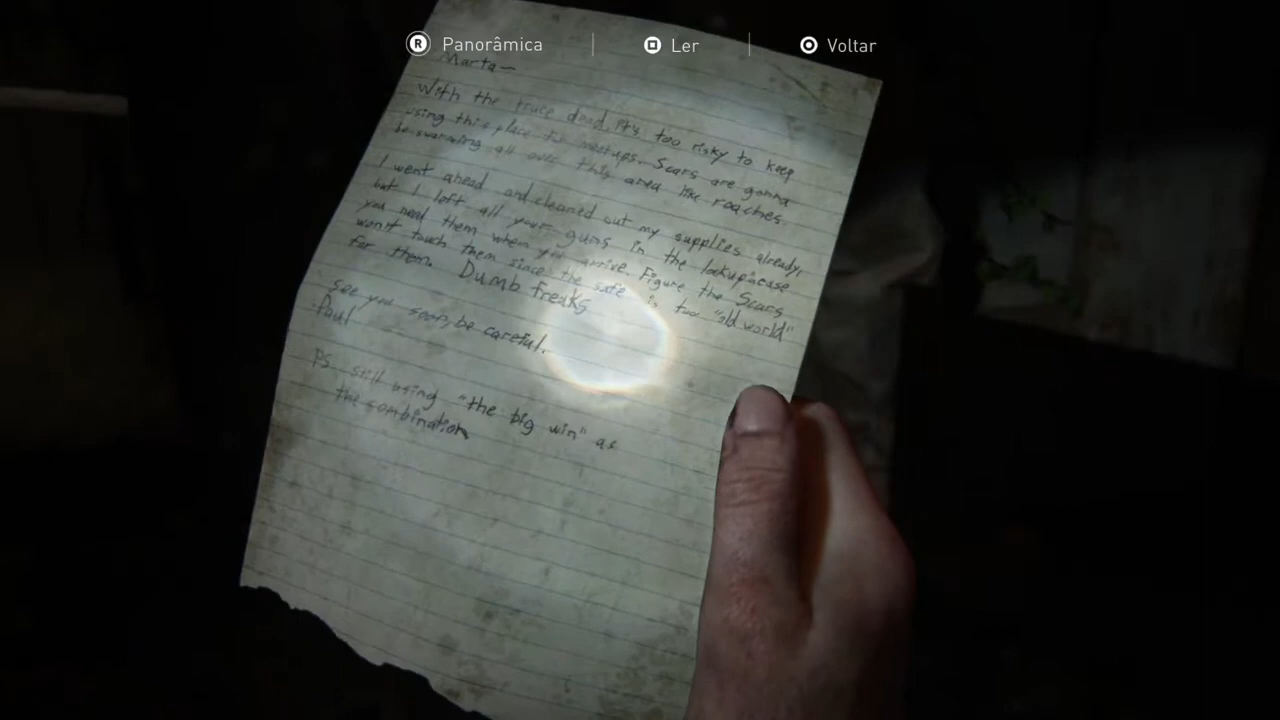 R Panorâmica Ler Voltar
Marta—
With the truce dead, it's too risky to keep
using this place for meetups. Scars are gonna
be swarming all over this area like roaches.
I went ahead and cleaned out my supplies already,
but I left all your guns in the lockup incase
you need them when you arrive. Figure the Scars
won't touch them since the safe is too "old world"
for them. Dumb freaks
See you soon, be careful.
Paul
PS still using "the big win" as
the combination